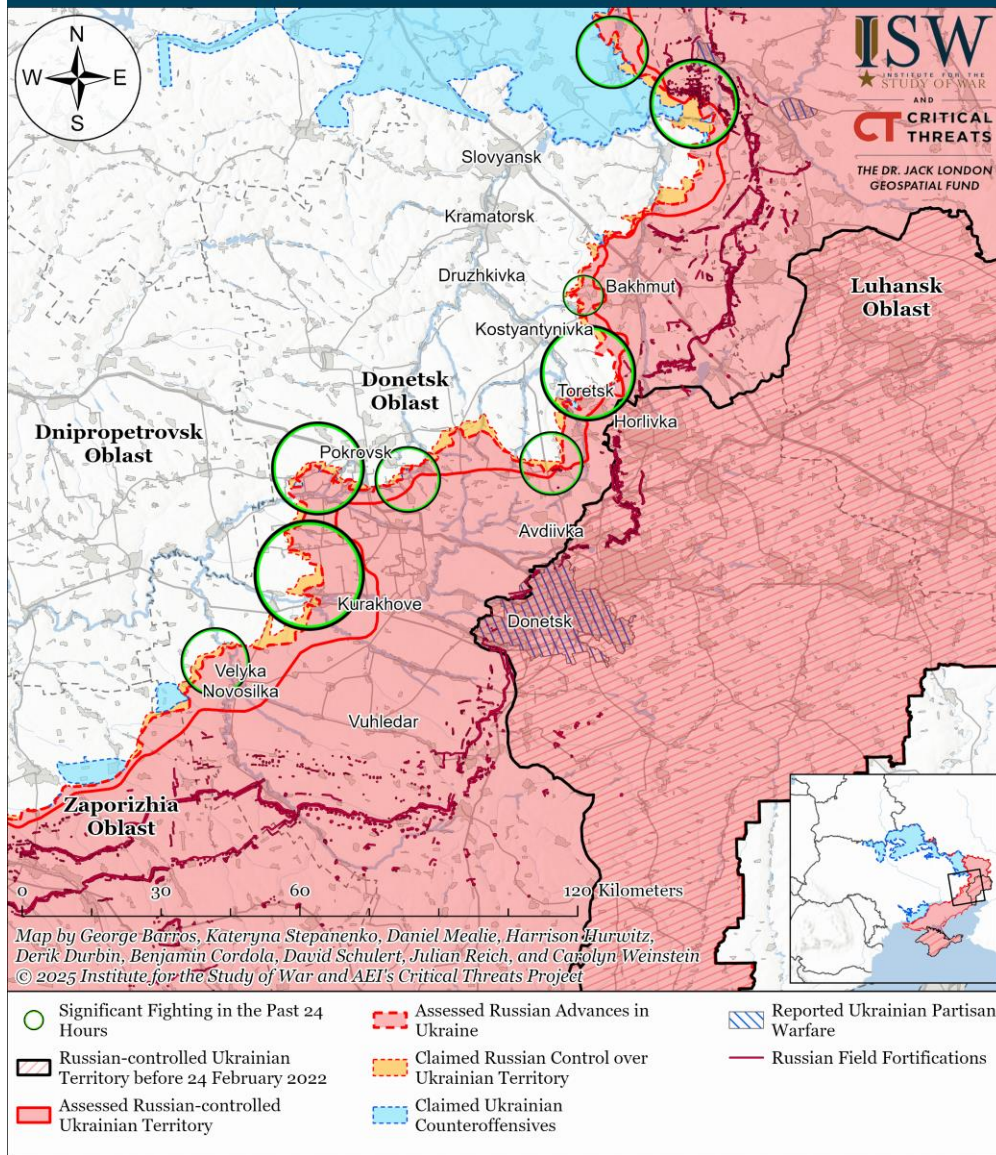 N
W E
S
ISW
INSTITUTE FOR THE
STUDY OF WAR
AND
CT CRITICAL
THREATS
THE DR. JACK LONDON
GEOSPATIAL FUND
Slovyansk
Kramatorsk
Druzhkivka
Bakhmut
Luhansk
Oblast
Kostyantynivka
Donetsk
Oblast
Toretsk
Horlivka
Dnipropetrovsk
Oblast
Pokrovsk
Avdiivka
Kurakhove
Donetsk
Velyka
Novosilka
Vuhledar
Zaporizhia
Oblast
0 30 60 120 Kilometers
Map by George Barros, Kateryna Stepanenko, Daniel Mealie, Harrison Hurwitz,
Derik Durbin, Benjamin Cordola, David Schulert, Julian Reich, and Carolyn Weinstein
© 2025 Institute for the Study of War and AEI's Critical Threats Project
Significant Fighting in the Past 24
Hours
Russian-controlled Ukrainian
Territory before 24 February 2022
Assessed Russian-controlled
Ukrainian Territory
Assessed Russian Advances in
Ukraine
Claimed Russian Control over
Ukrainian Territory
Claimed Ukrainian
Counteroffensives
Reported Ukrainian Partisan
Warfare
Russian Field Fortifications